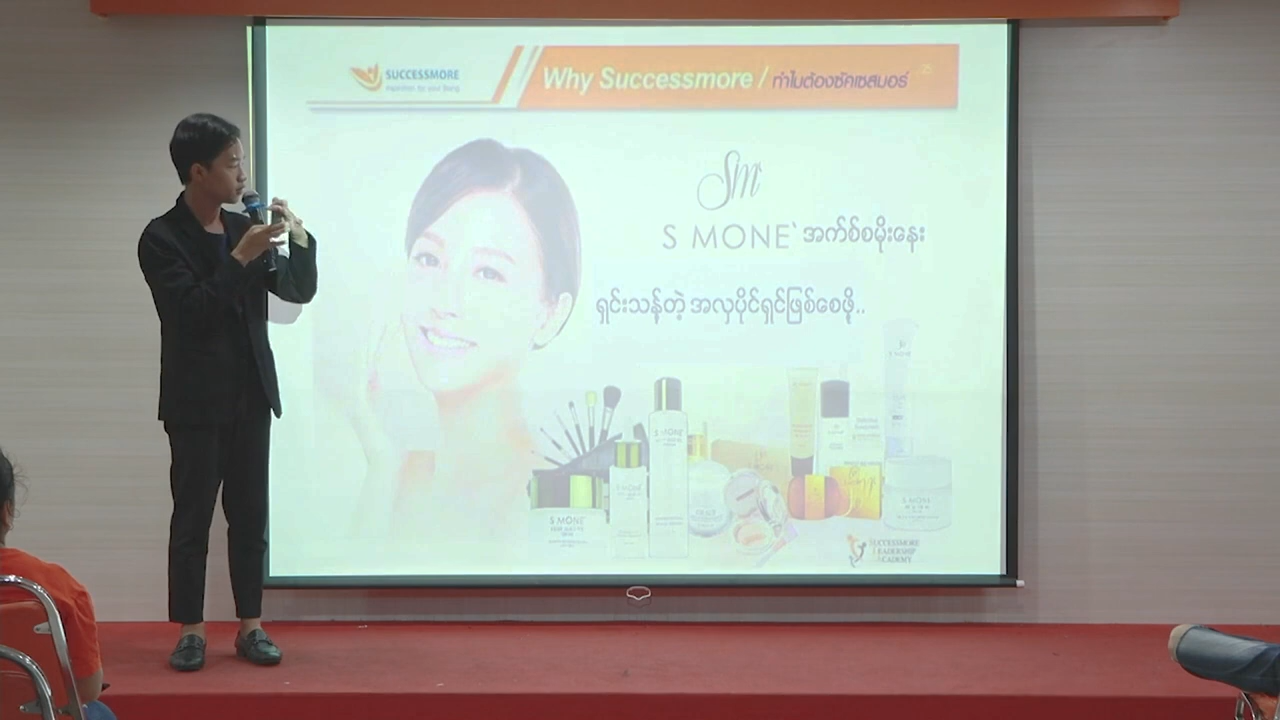 SUCCESSMORE
Why Successmore / ทำไมต้องซัคเซสมอร์
Sm
S MONE` အက်စ်စမိုးနေး
ရှင်းသန့်တဲ့ အလှပိုင်ရှင်ဖြစ်စေဖို့..
S MONE`
S MONE`
S MONE`
S MONE`
SUCCESSMORE
LEADERSHIP
ACADEMY